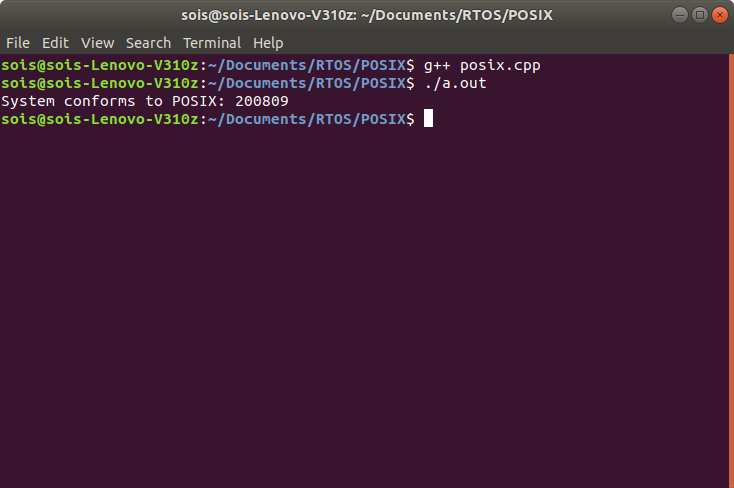 sois@sois-Lenovo-V310z: ~/Documents/RTOS/POSIX
File Edit View Search Terminal Help
sois@sois-Lenovo-V310z:~/Documents/RTOS/POSIX$ g++ posix.cpp
sois@sois-Lenovo-V310z:~/Documents/RTOS/POSIX$ ./a.out
System conforms to POSIX: 200809
sois@sois-Lenovo-V310z:~/Documents/RTOS/POSIX$